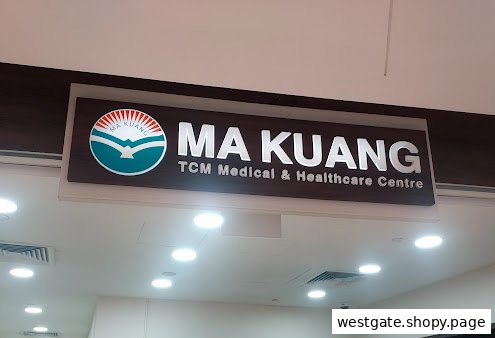 MA KUANG
MA KUANG
TCM Medical & Healthcare Centre
westgate.shopy.page